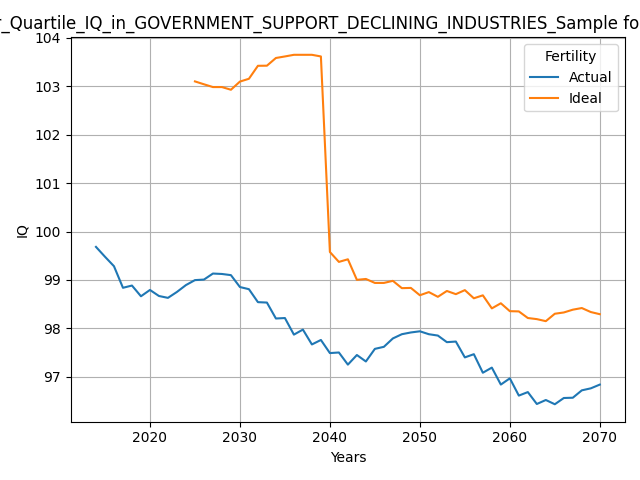 _Quartile_IQ_in_GOVERNMENT_SUPPORT_DECLINING_INDUSTRIES_Sample fo
104
103
102
101
100
99
98
97
IQ
Fertility
Actual
Ideal
2020 2030 2040 2050 2060 2070
Years